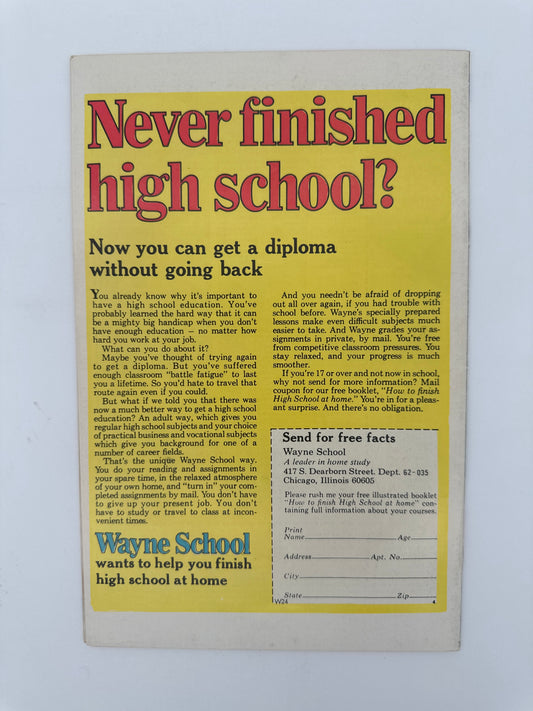 Never finished
high school?
Now you can get a diploma
without going back
You already know why it's important to
have a high school education. You've
probably learned the hard way that it can
be a mighty big handicap when you don't
have enough education – no matter how
hard you work at your job.
What can you do about it?
Maybe you've thought of trying again
to get a diploma. But you've suffered
enough classroom "battle fatigue" to last
you a lifetime. So you'd hate to travel that
route again even if you could.
But what if we told you that there was
now a much better way to get a high school
education? An adult way, which gives you
regular high school subjects and your choice
of practical business and vocational subjects
which give you background for one of a
number of career fields.
That's the unique Wayne School way.
You do your reading and assignments in
your spare time, in the relaxed atmosphere
of your own home, and "turn in" your com-
pleted assignments by mail. You don't have
to give up your present job. You don't
have to study or travel to class at incon-
venient times.
Wayne School
wants to help you finish
high school at home
And you needn't be afraid of dropping
out all over again, if you had trouble with
school before. Wayne's specially prepared
lessons make even difficult subjects much
easier to take. And Wayne grades your as-
signments in private, by mail. You're free
from competitive classroom pressures. You
stay relaxed, and your progress is much
smoother.
If you're 17 or over and not now in school,
why not send for more information? Mail
coupon for our free booklet, "How to finish
High School at home." You're in for a pleas-
ant surprise. And there's no obligation.
Send for free facts
Wayne School
A leader in home study
417 S. Dearborn Street. Dept. 62-035
Chicago, Illinois 60605
Please rush me your free illustrated booklet
"How to finish High School at home" con-
taining full information about your courses.
Print
Name Age
Address Apt. No.
City
State Zip
W24 4